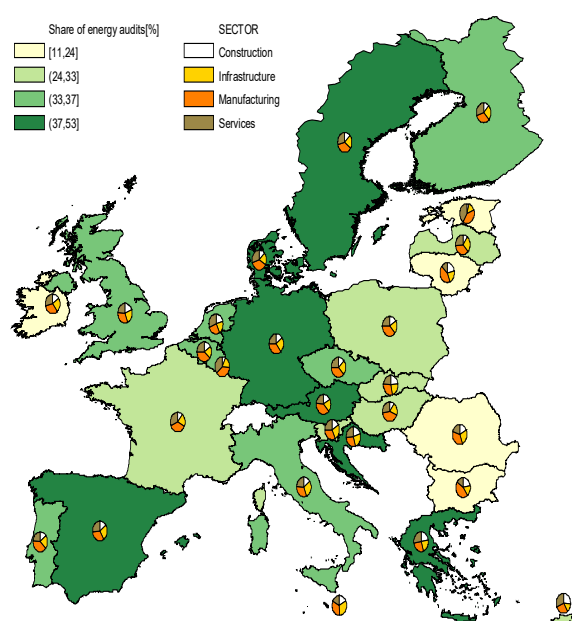 Share of energy audits[%]
[11,24]
(24,33]
(33,37]
(37,53]
SECTOR
Construction
Infrastructure
Manufacturing
Services